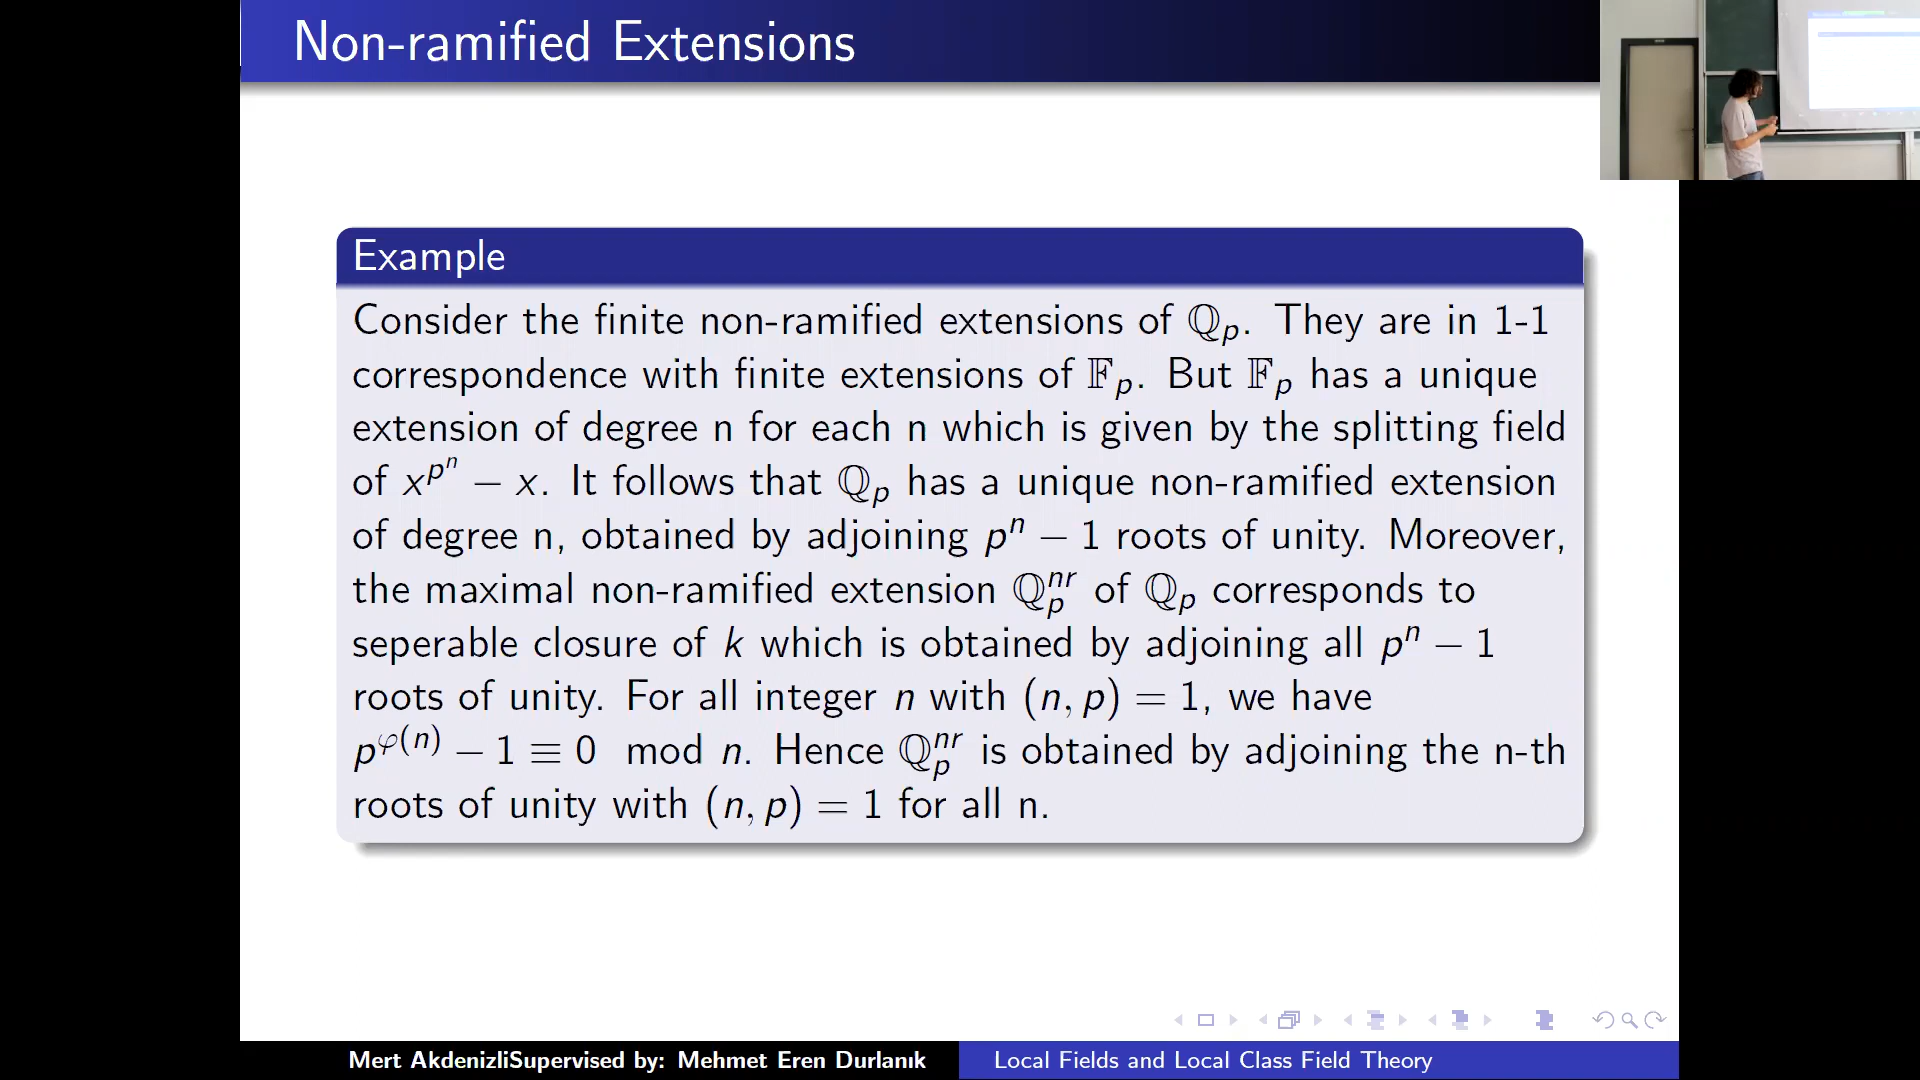 Non-ramified Extensions
Example
Consider the finite non-ramified extensions of ℚ_p. They are in 1-1
correspondence with finite extensions of 𝔽_p. But 𝔽_p has a unique
extension of degree n for each n which is given by the splitting field
of x^{p^n} − x. It follows that ℚ_p has a unique non-ramified extension
of degree n, obtained by adjoining p^n − 1 roots of unity. Moreover,
the maximal non-ramified extension ℚ_p^{nr} of ℚ_p corresponds to
seperable closure of k which is obtained by adjoining all p^n − 1
roots of unity. For all integer n with (n, p) = 1, we have
p^{φ(n)} − 1 ≡ 0 mod n. Hence ℚ_p^{nr} is obtained by adjoining the n-th
roots of unity with (n, p) = 1 for all n.
Mert AkdenizliSupervised by: Mehmet Eren Durlanık
Local Fields and Local Class Field Theory